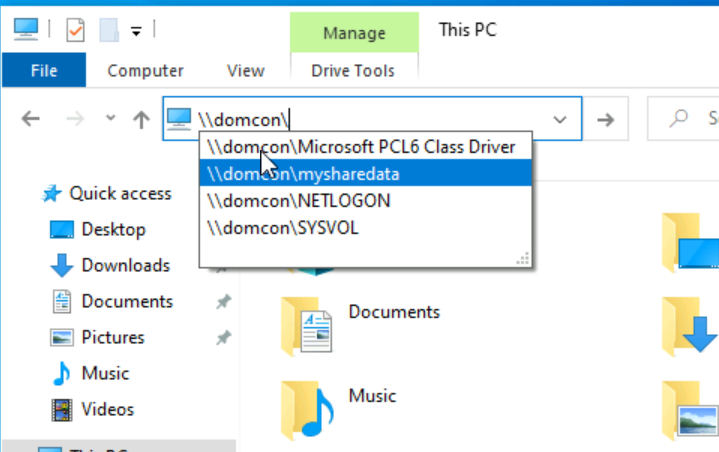 Manage
This PC
File
Computer
View
Drive Tools
\\domcon\
\\domcon\Microsoft PCL6 Class Driver
\\domcon\mysharedata
\\domcon\NETLOGON
\\domcon\SYSVOL
Quick access
Desktop
Downloads
Documents
Pictures
Music
Videos
Documents
Music